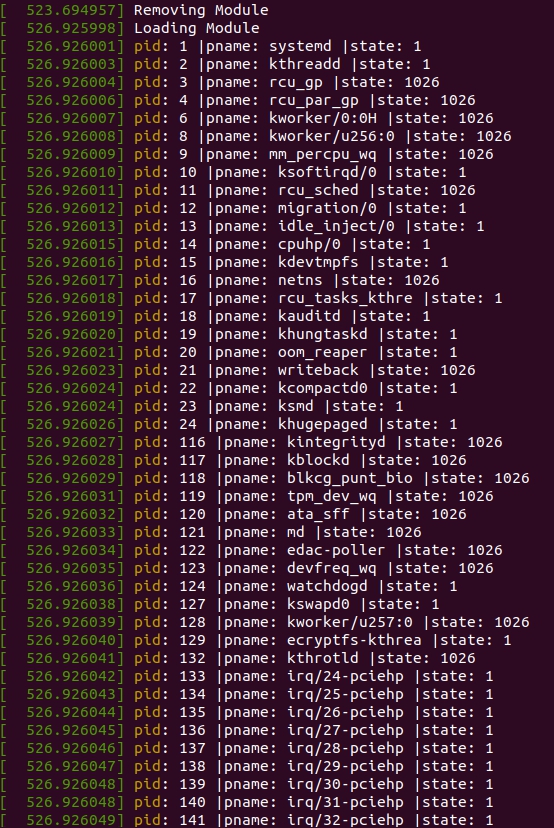 [  523.694957] Removing Module
[  526.925998] Loading Module
[  526.926001] pid: 1 |pname: systemd |state: 1
[  526.926003] pid: 2 |pname: kthreadd |state: 1
[  526.926004] pid: 3 |pname: rcu_gp |state: 1026
[  526.926006] pid: 4 |pname: rcu_par_gp |state: 1026
[  526.926007] pid: 6 |pname: kworker/0:0H |state: 1026
[  526.926008] pid: 8 |pname: kworker/u256:0 |state: 1026
[  526.926009] pid: 9 |pname: mm_percpu_wq |state: 1026
[  526.926010] pid: 10 |pname: ksoftirqd/0 |state: 1
[  526.926011] pid: 11 |pname: rcu_sched |state: 1026
[  526.926012] pid: 12 |pname: migration/0 |state: 1
[  526.926013] pid: 13 |pname: idle_inject/0 |state: 1
[  526.926015] pid: 14 |pname: cpuhp/0 |state: 1
[  526.926016] pid: 15 |pname: kdevtmpfs |state: 1
[  526.926016] pid: 16 |pname: netns |state: 1026
[  526.926018] pid: 17 |pname: rcu_tasks_kthre |state: 1
[  526.926019] pid: 18 |pname: kauditd |state: 1
[  526.926020] pid: 19 |pname: khungtaskd |state: 1
[  526.926021] pid: 20 |pname: oom_reaper |state: 1
[  526.926023] pid: 21 |pname: writeback |state: 1026
[  526.926024] pid: 22 |pname: kcompactd0 |state: 1
[  526.926024] pid: 23 |pname: ksmd |state: 1
[  526.926026] pid: 24 |pname: khugepaged |state: 1
[  526.926027] pid: 116 |pname: kintegrityd |state: 1026
[  526.926028] pid: 117 |pname: kblockd |state: 1026
[  526.926029] pid: 118 |pname: blkcg_punt_bio |state: 1026
[  526.926031] pid: 119 |pname: tpm_dev_wq |state: 1026
[  526.926032] pid: 120 |pname: ata_sff |state: 1026
[  526.926033] pid: 121 |pname: md |state: 1026
[  526.926034] pid: 122 |pname: edac-poller |state: 1026
[  526.926035] pid: 123 |pname: devfreq_wq |state: 1026
[  526.926036] pid: 124 |pname: watchdogd |state: 1
[  526.926038] pid: 127 |pname: kswapd0 |state: 1
[  526.926039] pid: 128 |pname: kworker/u257:0 |state: 1026
[  526.926040] pid: 129 |pname: ecryptfs-kthrea |state: 1
[  526.926041] pid: 132 |pname: kthrotld |state: 1026
[  526.926042] pid: 133 |pname: irq/24-pciehp |state: 1
[  526.926043] pid: 134 |pname: irq/25-pciehp |state: 1
[  526.926044] pid: 135 |pname: irq/26-pciehp |state: 1
[  526.926045] pid: 136 |pname: irq/27-pciehp |state: 1
[  526.926046] pid: 137 |pname: irq/28-pciehp |state: 1
[  526.926047] pid: 138 |pname: irq/29-pciehp |state: 1
[  526.926048] pid: 139 |pname: irq/30-pciehp |state: 1
[  526.926048] pid: 140 |pname: irq/31-pciehp |state: 1
[  526.926049] pid: 141 |pname: irq/32-pciehp |state: 1